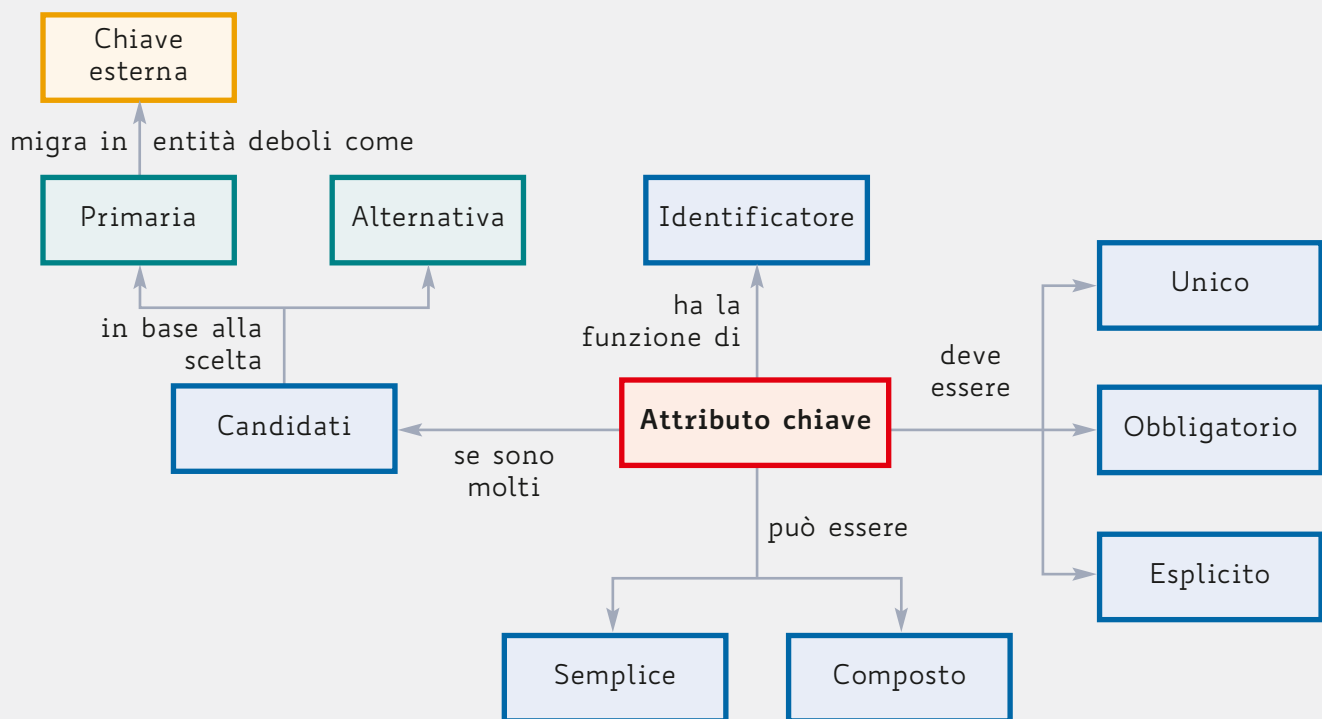 Chiave
esterna
migra in entità deboli come
Primaria
Alternativa
Identificatore
in base alla
scelta
ha la
funzione di
Candidati
se sono
molti
Attributo chiave
deve
essere
Unico
Obbligatorio
Esplicito
può essere
Semplice
Composto